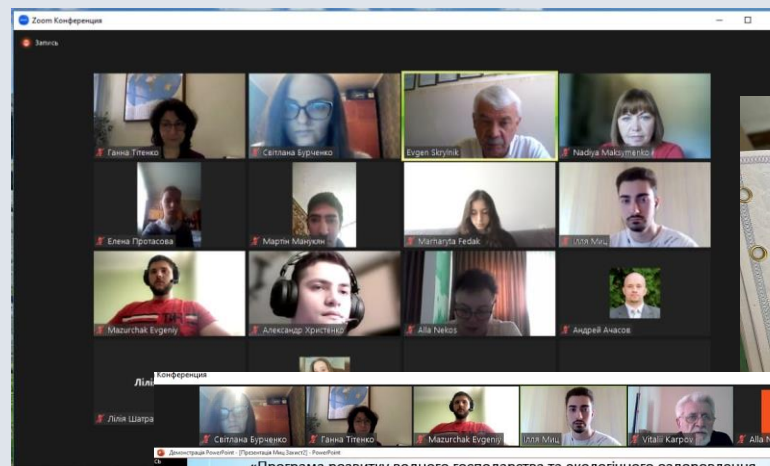 Zoom Конференция
Запись
Ганна Тітенко
Світлана Бурченко
Evgen Skrylnik
Nadiya Maksymenko
Елена Протасова
Мартін Манукян
Marharyta Fedak
Ілля Миц
Mazurchak Evgeniy
Александр Христенко
Alla Nekos
Андрей Ачасов
Лілі
Лілія Шатра
Конференция
Світлана Бурченко
Ганна Тітенко
Mazurchak Evgeniy
Ілля Миц
Vitalii Karpov
Alla N
Демонстрація PowerPoint - [Презентація Миц Захист2] - PowerPoint
«Програма розвитку водного господарства та екологічного оздоровлення